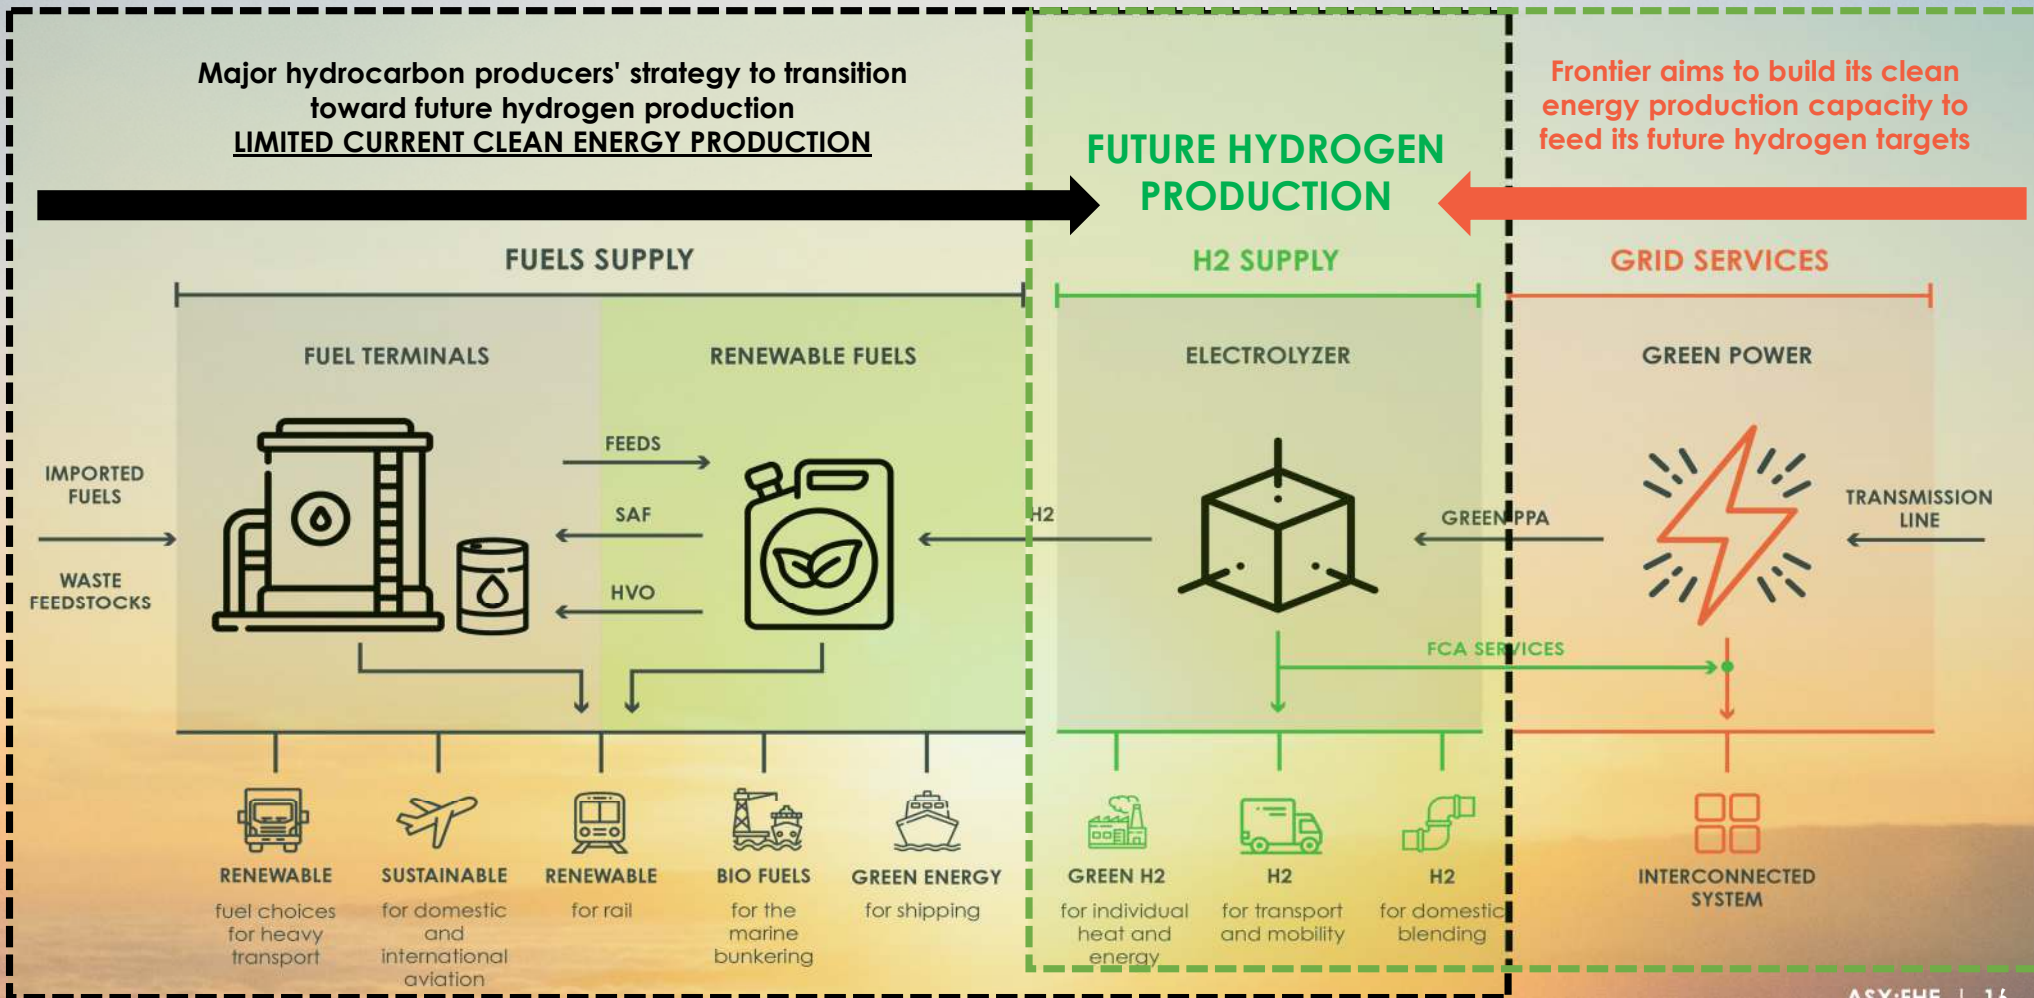 Major hydrocarbon producers' strategy to transition
toward future hydrogen production
LIMITED CURRENT CLEAN ENERGY PRODUCTION
FUTURE HYDROGEN
PRODUCTION
Frontier aims to build its clean
energy production capacity to
feed its future hydrogen targets
FUELS SUPPLY
H2 SUPPLY
GRID SERVICES
FUEL TERMINALS
RENEWABLE FUELS
ELECTROLYZER
GREEN POWER
IMPORTED
FUELS
WASTE
FEEDSTOCKS
FEEDS
SAF
HVO
H2
GREEN PPA
TRANSMISSION
LINE
FCA SERVICES
RENEWABLE
fuel choices
for heavy
transport
SUSTAINABLE
for domestic
and
international
aviation
RENEWABLE
for rail
BIO FUELS
for the
marine
bunkering
GREEN ENERGY
for shipping
GREEN H2
for individual
heat and
energy
H2
for transport
and mobility
H2
for domestic
blending
INTERCONNECTED
SYSTEM
ASX:FHE | 16